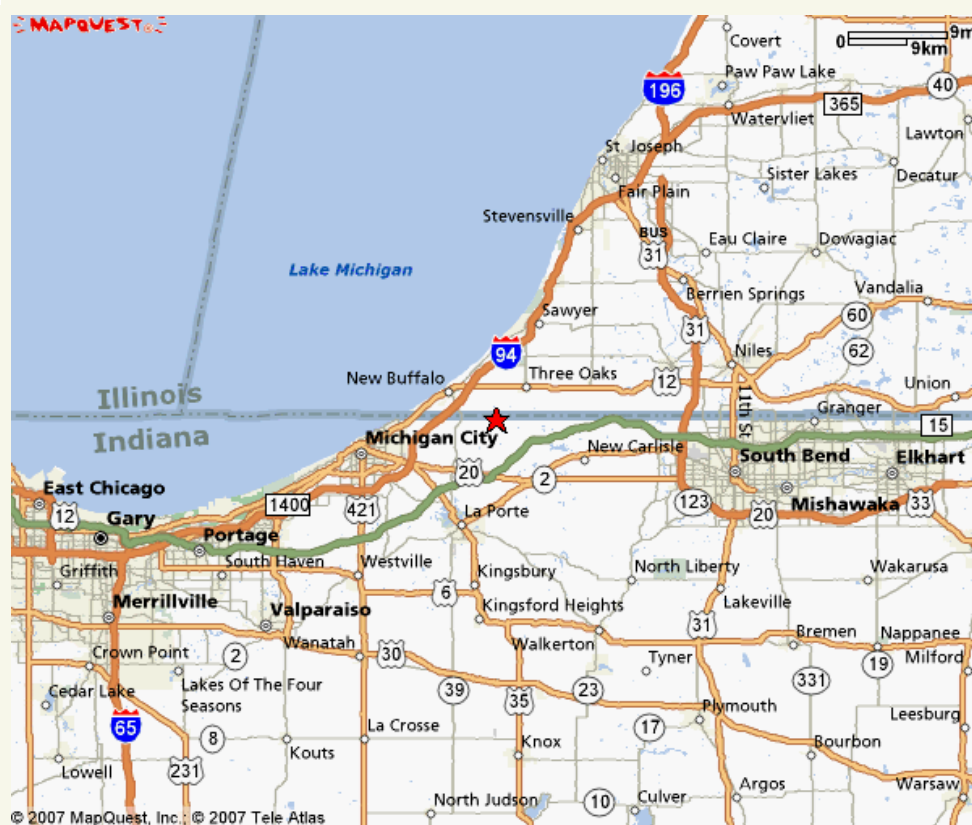 MAPQUEST
Covert
0
9m
9km
Paw Paw Lake
196
40
365
Watervliet
Lawton
St. Joseph
Sister Lakes
Decatur
Fair Plain
Stevensville
BUS
31
Eau Claire
Dowagiac
Lake Michigan
Berrien Springs
Vandalia
Sawyer
60
31
94
62
Niles
New Buffalo
Three Oaks
12
Union
Illinois
11th St
Granger
15
Indiana
Michigan City
New Carlisle
South Bend
Elkhart
20
2
East Chicago
12
1400
421
123
20
Mishawaka
33
Gary
La Porte
Portage
Griffith
South Haven
Westville
Kingsbury
North Liberty
Wakarusa
6
Merrillville
Valparaiso
Kingsford Heights
Lakeville
31
Wanatah
Walkerton
Bremen
Nappanee
Crown Point
2
30
Tyner
19
Milford
Cedar Lake
Lakes Of The Four
Seasons
39
35
23
331
65
8
La Crosse
17
Plymouth
Leesburg
Kouts
Knox
Bourbon
Lowell
231
Argos
Warsaw
North Judson
10
Culver
© 2007 MapQuest, Inc.; © 2007 Tele Atlas